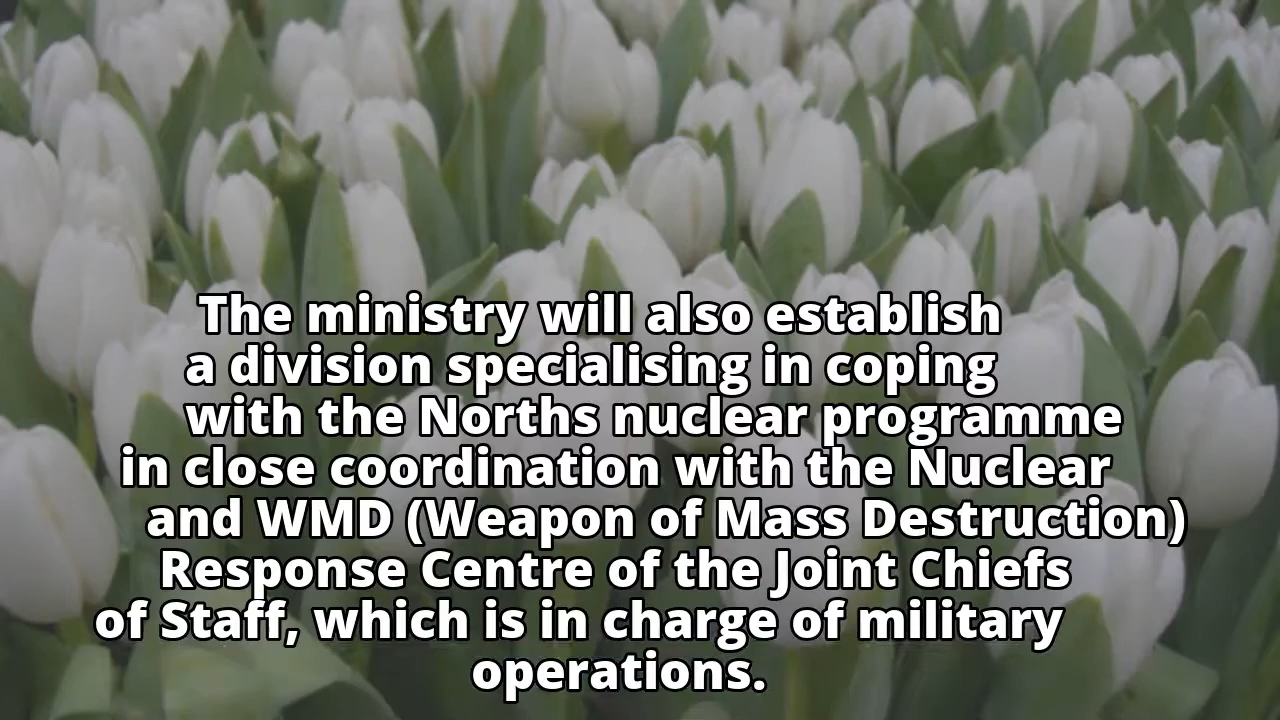 The ministry will also establish
a division specialising in coping
with the Norths nuclear programme
in close coordination with the Nuclear
and WMD (Weapon of Mass Destruction)
Response Centre of the Joint Chiefs
of Staff, which is in charge of military
operations.